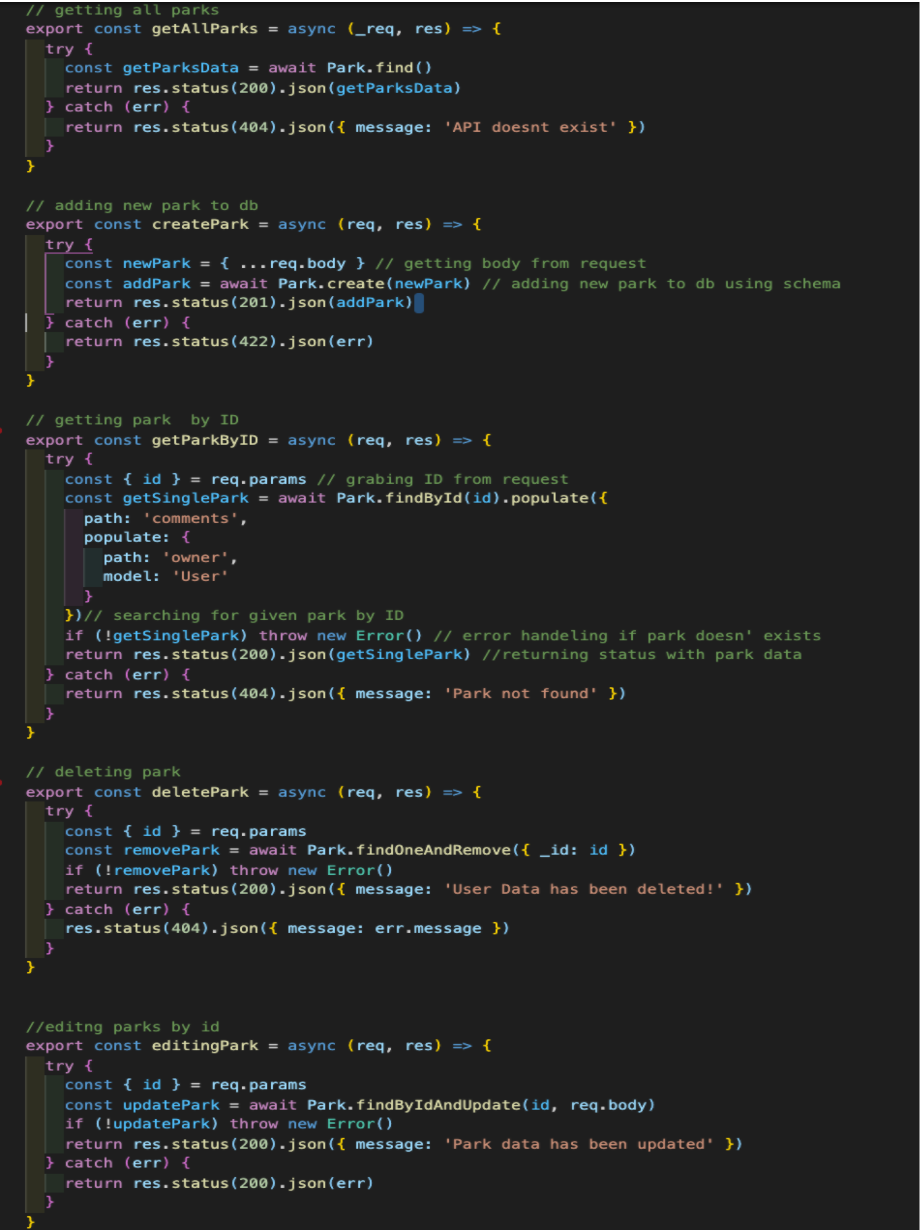 // getting all parks
export const getAllParks = async (_req, res) => {
  try {
    const getParksData = await Park.find()
    return res.status(200).json(getParksData)
  } catch (err) {
    return res.status(404).json({ message: 'API doesnt exist' })
  }
}

// adding new park to db
export const createPark = async (req, res) => {
  try {
    const newPark = { ...req.body } // getting body from request
    const addPark = await Park.create(newPark) // adding new park to db using schema
    return res.status(201).json(addPark)
  } catch (err) {
    return res.status(422).json(err)
  }
}

// getting park  by ID
export const getParkByID = async (req, res) => {
  try {
    const { id } = req.params // grabing ID from request
    const getSinglePark = await Park.findById(id).populate({
      path: 'comments',
      populate: {
        path: 'owner',
        model: 'User'
      }
    })// searching for given park by ID
    if (!getSinglePark) throw new Error() // error handeling if park doesn' exists
    return res.status(200).json(getSinglePark) //returning status with park data
  } catch (err) {
    return res.status(404).json({ message: 'Park not found' })
  }
}

// deleting park
export const deletePark = async (req, res) => {
  try {
    const { id } = req.params
    const removePark = await Park.findOneAndRemove({ _id: id })
    if (!removePark) throw new Error()
    return res.status(200).json({ message: 'User Data has been deleted!' })
  } catch (err) {
    res.status(404).json({ message: err.message })
  }
}


//editng parks by id
export const editingPark = async (req, res) => {
  try {
    const { id } = req.params
    const updatePark = await Park.findByIdAndUpdate(id, req.body)
    if (!updatePark) throw new Error()
    return res.status(200).json({ message: 'Park data has been updated' })
  } catch (err) {
    return res.status(200).json(err)
  }
}